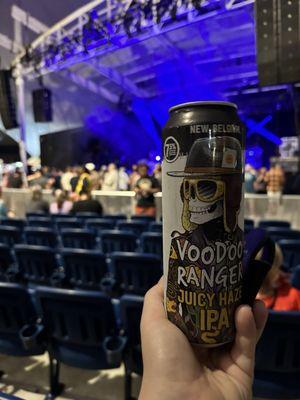 NEW BELGIUM
VOODOO
RANGER
JUICY HAZE
IPA